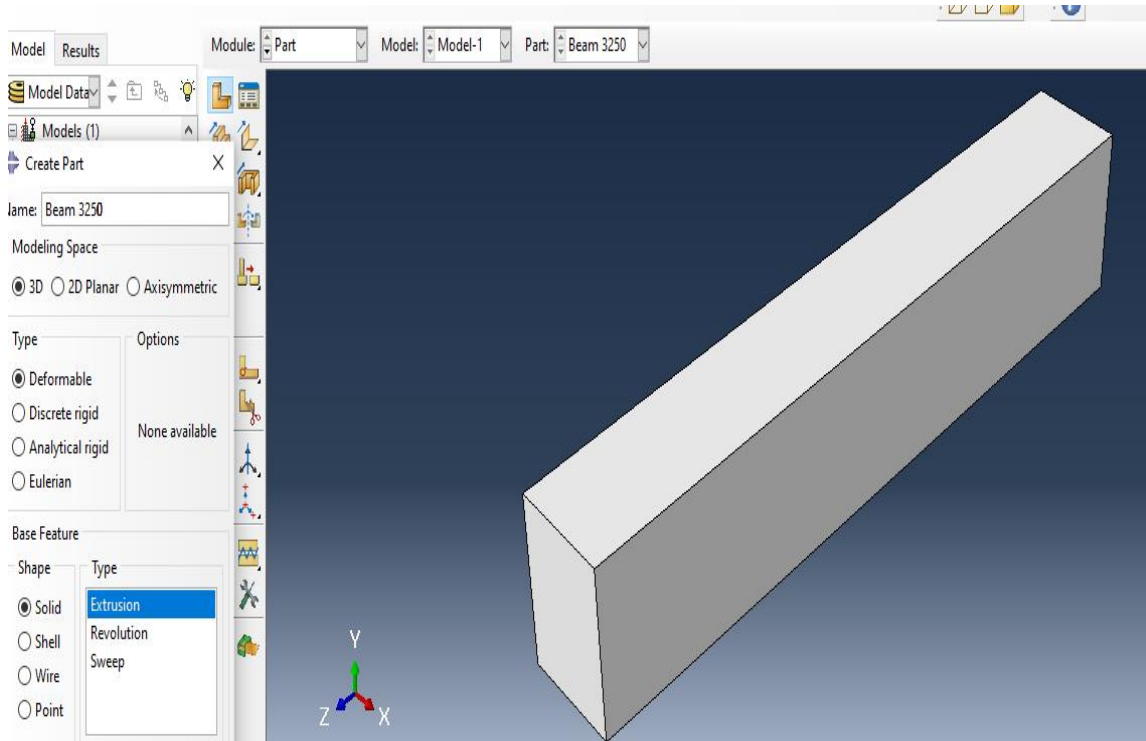 Model Results
Module: Part Model: Model-1 Part: Beam 3250
Model Data
Models (1)
Create Part X
Name: Beam 3250
Modeling Space
3D 2D Planar Axisymmetric
Type Options
Deformable
Discrete rigid
Analytical rigid
Eulerian
None available
Base Feature
Shape Type
Solid
Shell
Wire
Point
Extrusion
Revolution
Sweep
Y
Z X